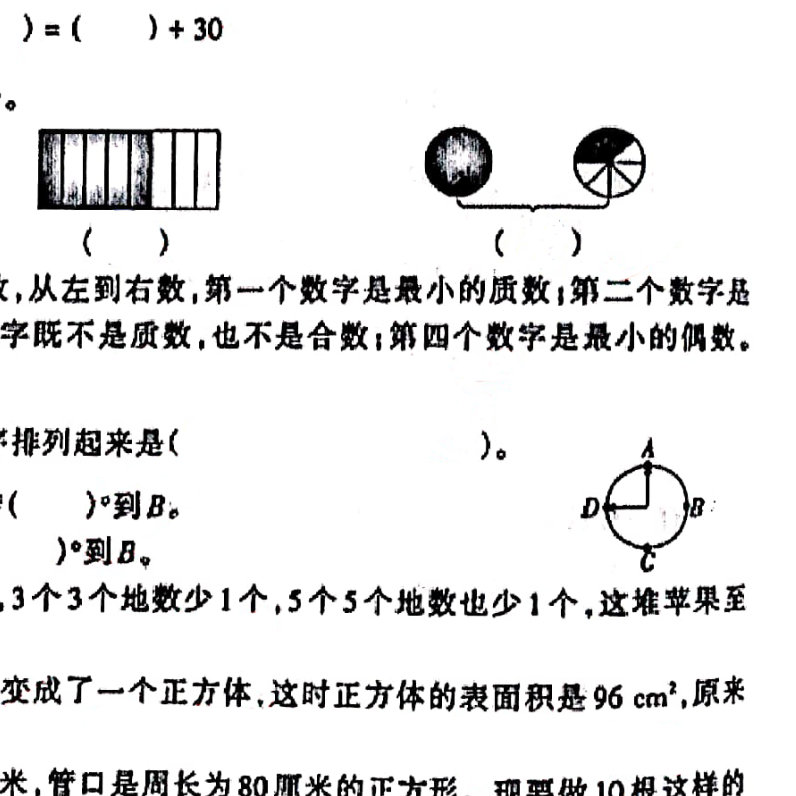 )=(  )+30
。
(  )
(  )
,从左到右数,第一个数字是最小的质数;第二个数字是
字既不是质数,也不是合数;第四个数字是最小的偶数。
排列起来是(  )。
A
(  )°到B。
D
B
)°到B。
C
,3个3个地数少1个,5个5个地数也少1个,这堆苹果至
变成了一个正方体,这时正方体的表面积是96 cm²,原来
米,管口是周长为80厘米的正方形。现要做10根这样的